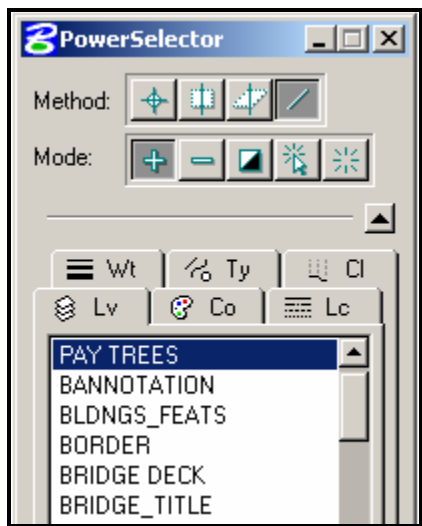 PowerSelector
Method:
Mode:
Wt Ty Cl
Lv Co Lc
PAY TREES
BANNOTATION
BLDNGS_FEATS
BORDER
BRIDGE DECK
BRIDGE_TITLE